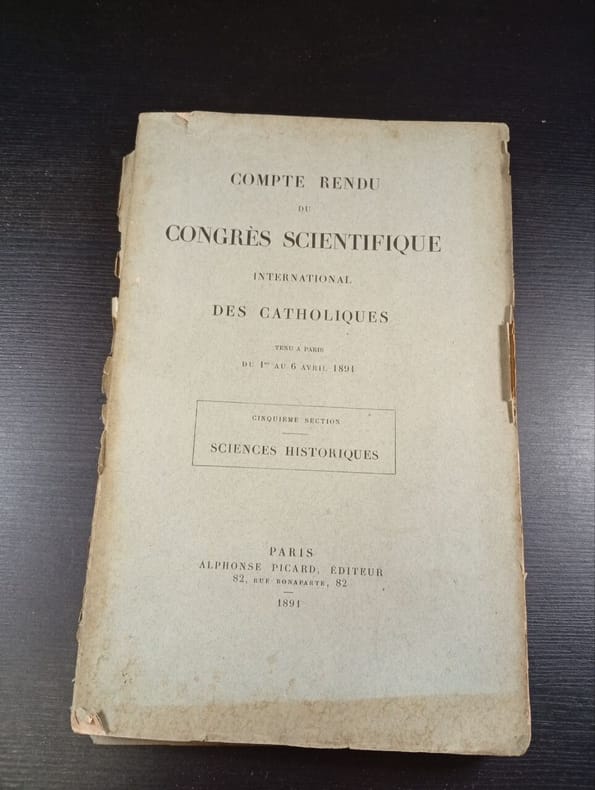 COMPTE RENDU
DU
CONGRÈS SCIENTIFIQUE
INTERNATIONAL
DES CATHOLIQUES
TENU A PARIS
DU 1er AU 6 AVRIL 1891
CINQUIÈME SECTION
SCIENCES HISTORIQUES
PARIS
ALPHONSE PICARD, ÉDITEUR
82, RUE BONAPARTE, 82
1891